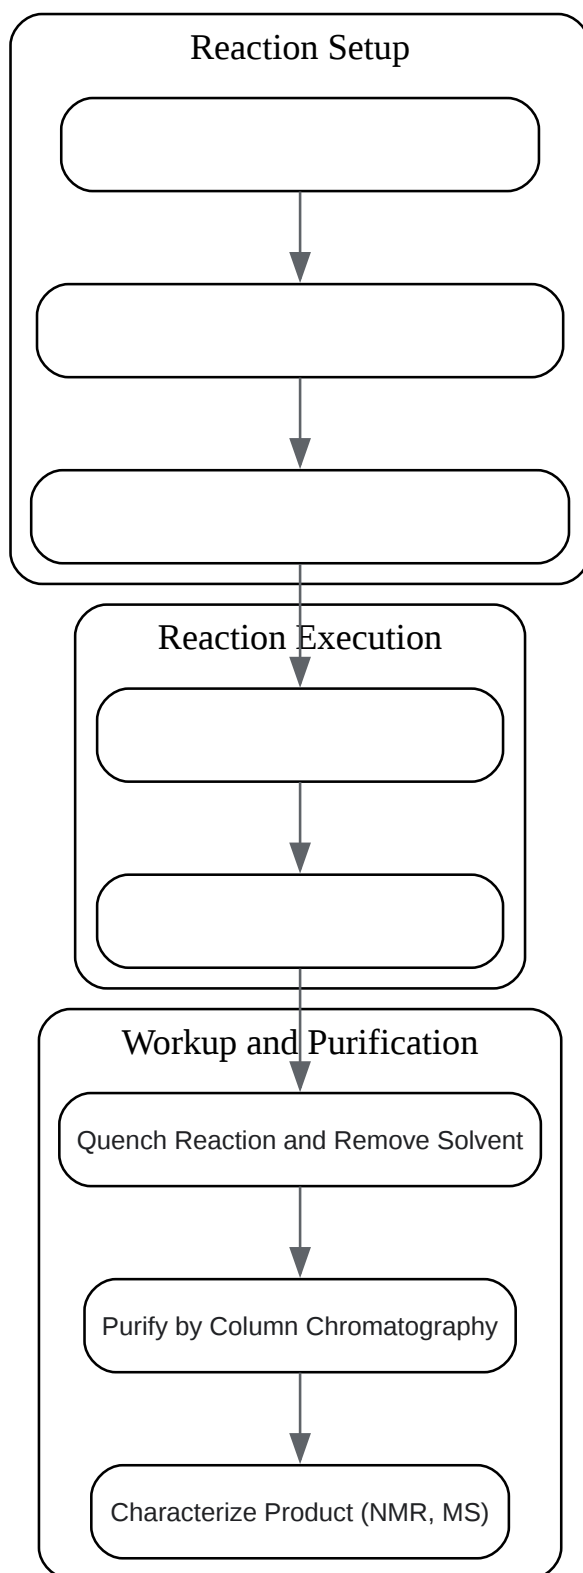 Reaction Setup
Reaction Execution
Workup and Purification
Quench Reaction and Remove Solvent
Purify by Column Chromatography
Characterize Product (NMR, MS)